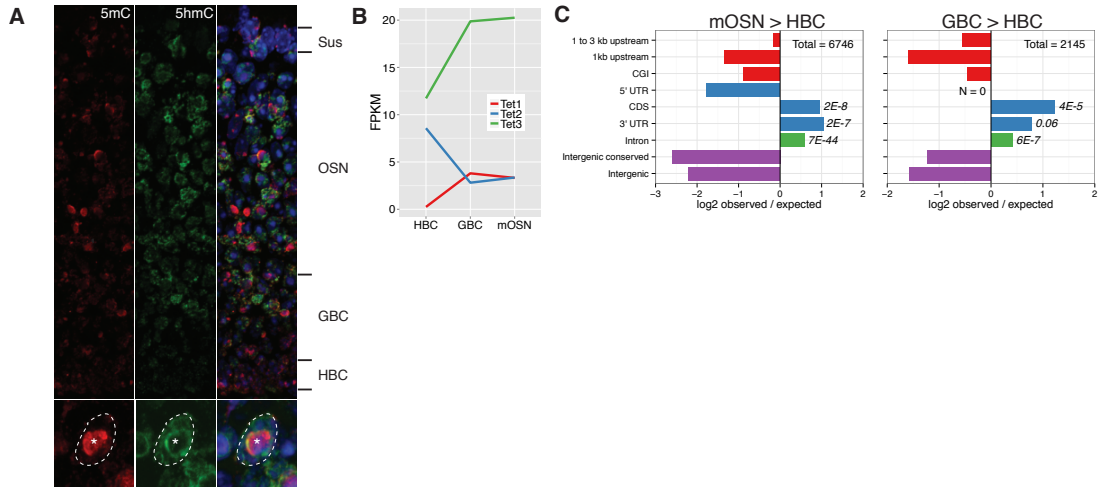 A
5mC
5hmC
Sus
OSN
GBC
HBC
*
*
*
B
20
15
10
5
0
FPKM
Tet1
Tet2
Tet3
HBC
GBC
mOSN
C
mOSN > HBC
Total = 6746
1 to 3 kb upstream
1kb upstream
CGI
5' UTR
CDS
3' UTR
Intron
Intergenic conserved
Intergenic
2E-8
2E-7
7E-44
−3
−2
−1
0
1
2
log2 observed / expected
GBC > HBC
Total = 2145
N = 0
4E-5
0.06
6E-7
−2
−1
0
1
2
log2 observed / expected